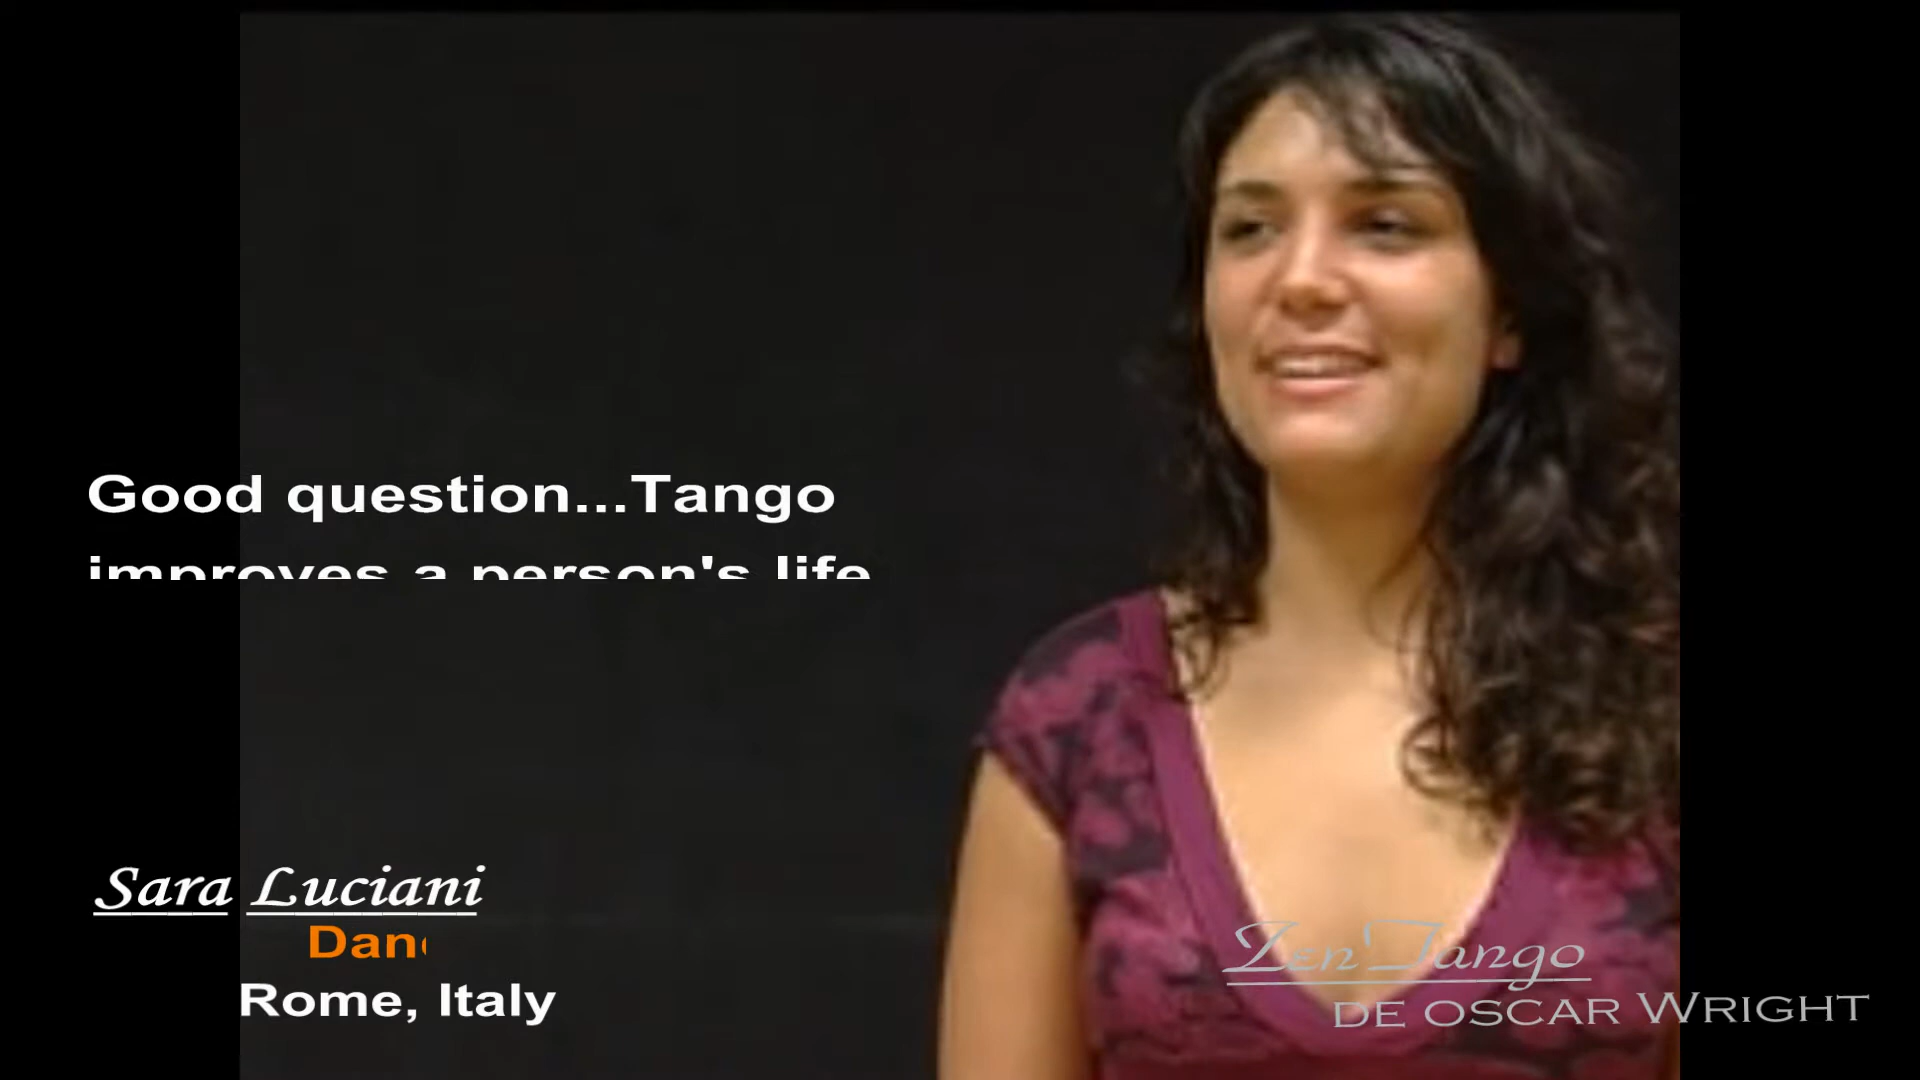 Good question...Tango
improves a person's life
Sara Luciani
Rome, Italy
Zen'Tango
DE OSCAR WRIGHT